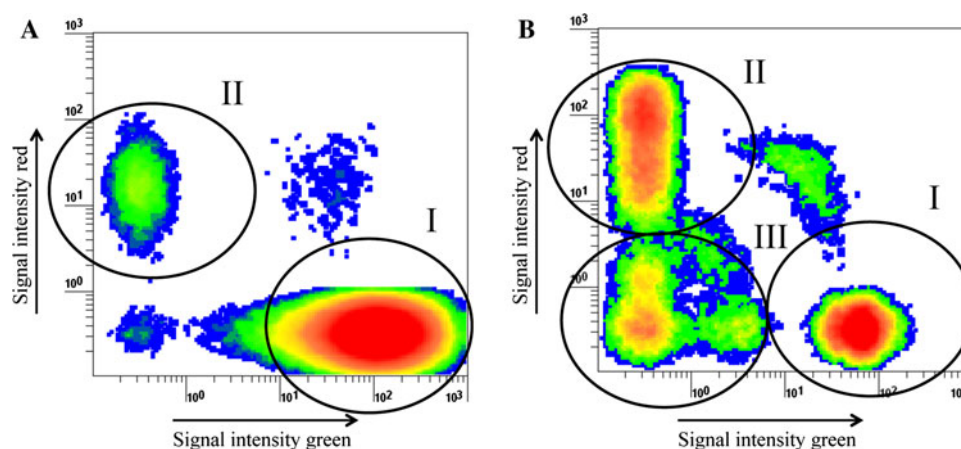 A
B
10³
10²
10¹
10⁰
Signal intensity red
II
I
10⁰
10¹
10²
10³
Signal intensity green
10³
10²
10¹
10⁰
Signal intensity red
II
III
I
10⁰
10¹
10²
Signal intensity green